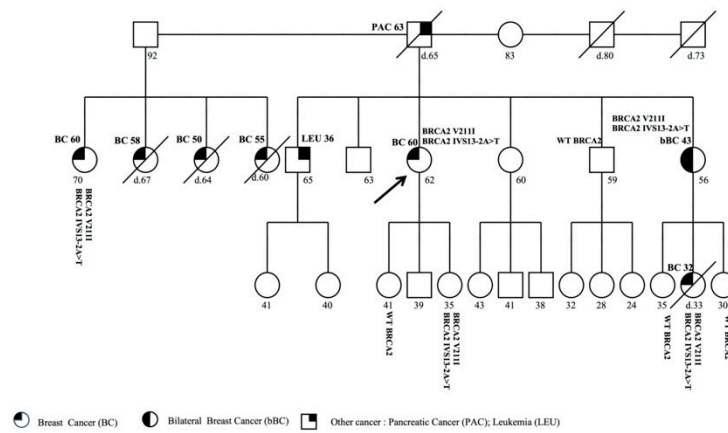 PAC 63
92
d.65
83
d.80
d.73
BC 60
BC 58
BC 50
BC 55
LEU 36
BC 60
BRCA2 V211I
BRCA2 IVS13-2A>T
WT BRCA2
BRCA2 V211I
BRCA2 IVS13-2A>T
bBC 43
70
d.67
d.64
d.60
65
63
62
60
59
56
BRCA2 V211I
BRCA2 IVS13-2A>T
BC 32
41
40
41
39
35
43
41
38
32
28
24
35
d.33
30
WT BRCA2
BRCA2 V211I
BRCA2 IVS13-2A>T
WT BRCA2
BRCA2 V211I
BRCA2 IVS13-2A>T
WT BRCA2
Breast Cancer (BC)
Bilateral Breast Cancer (bBC)
Other cancer : Pancreatic Cancer (PAC); Leukemia (LEU)